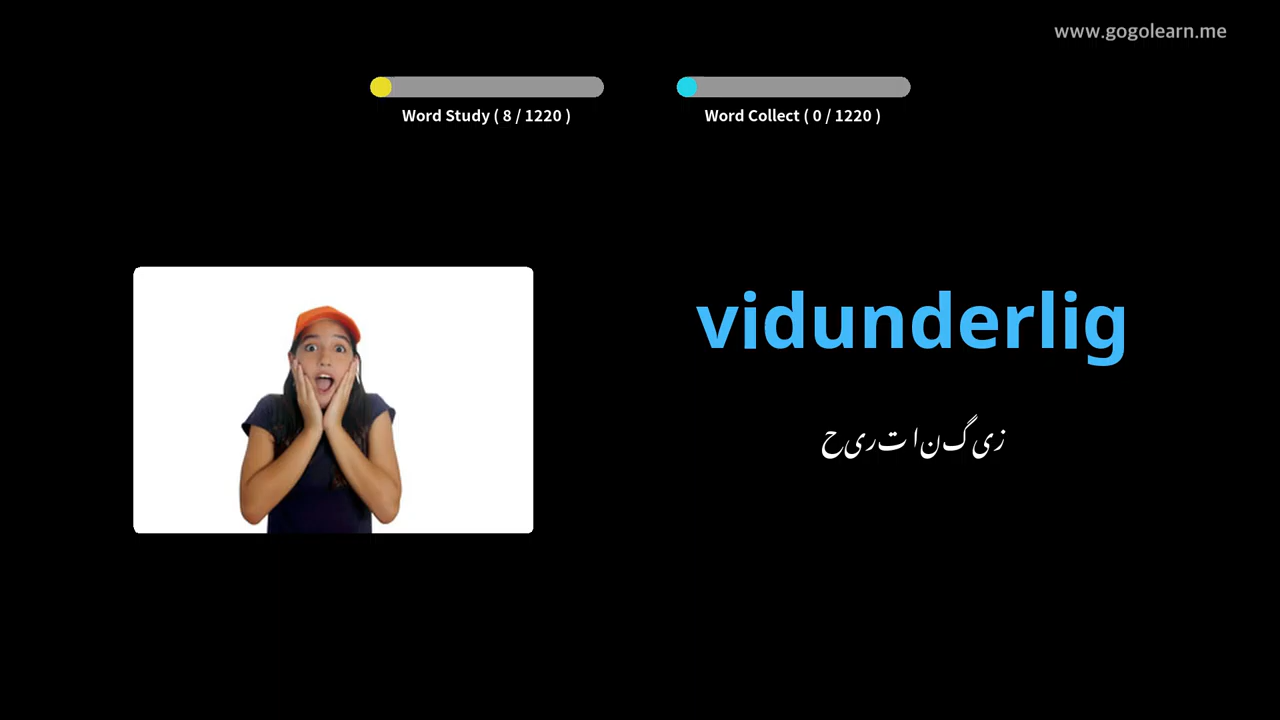 www.gogolearn.me
Word Study ( 8 / 1220 )
Word Collect ( 0 / 1220 )
vidunderlig
حیرت انگیز